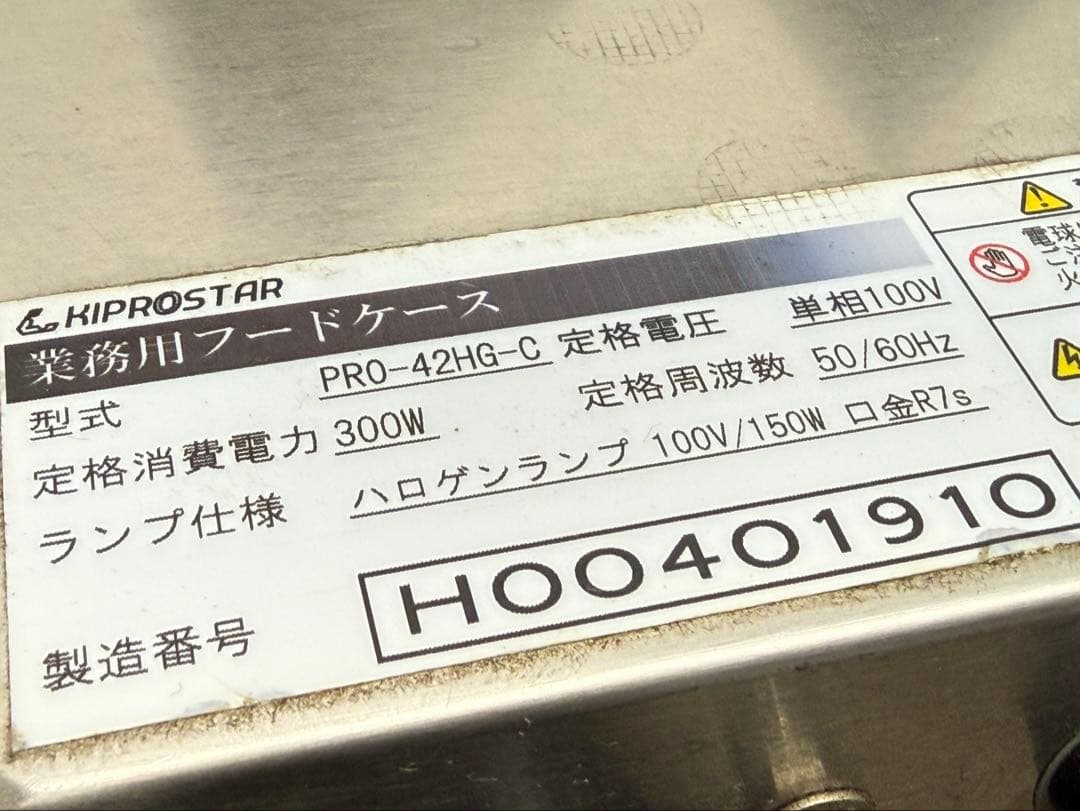 KIPROSTAR
業務用フードケース
型式 PRO-42HG-C 定格電圧 単相100V
定格消費電力 300W 定格周波数 50/60Hz
ランプ仕様 ハロゲンランプ 100V/150W 口金R7s
製造番号 H00401910
電球
火